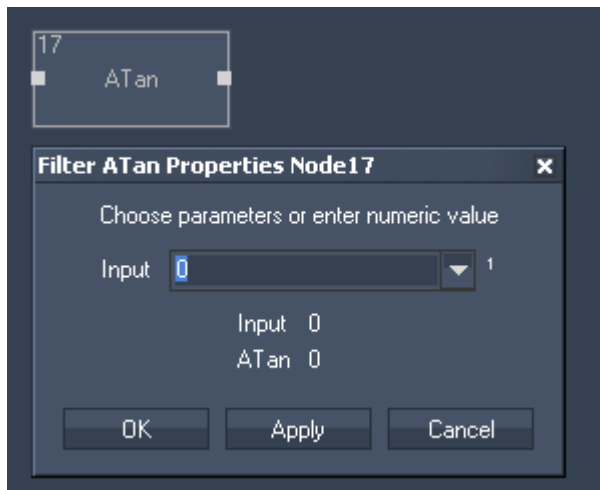 17
ATan
Filter ATan Properties Node17
Choose parameters or enter numeric value
Input 0 1
Input 0
ATan 0
OK Apply Cancel